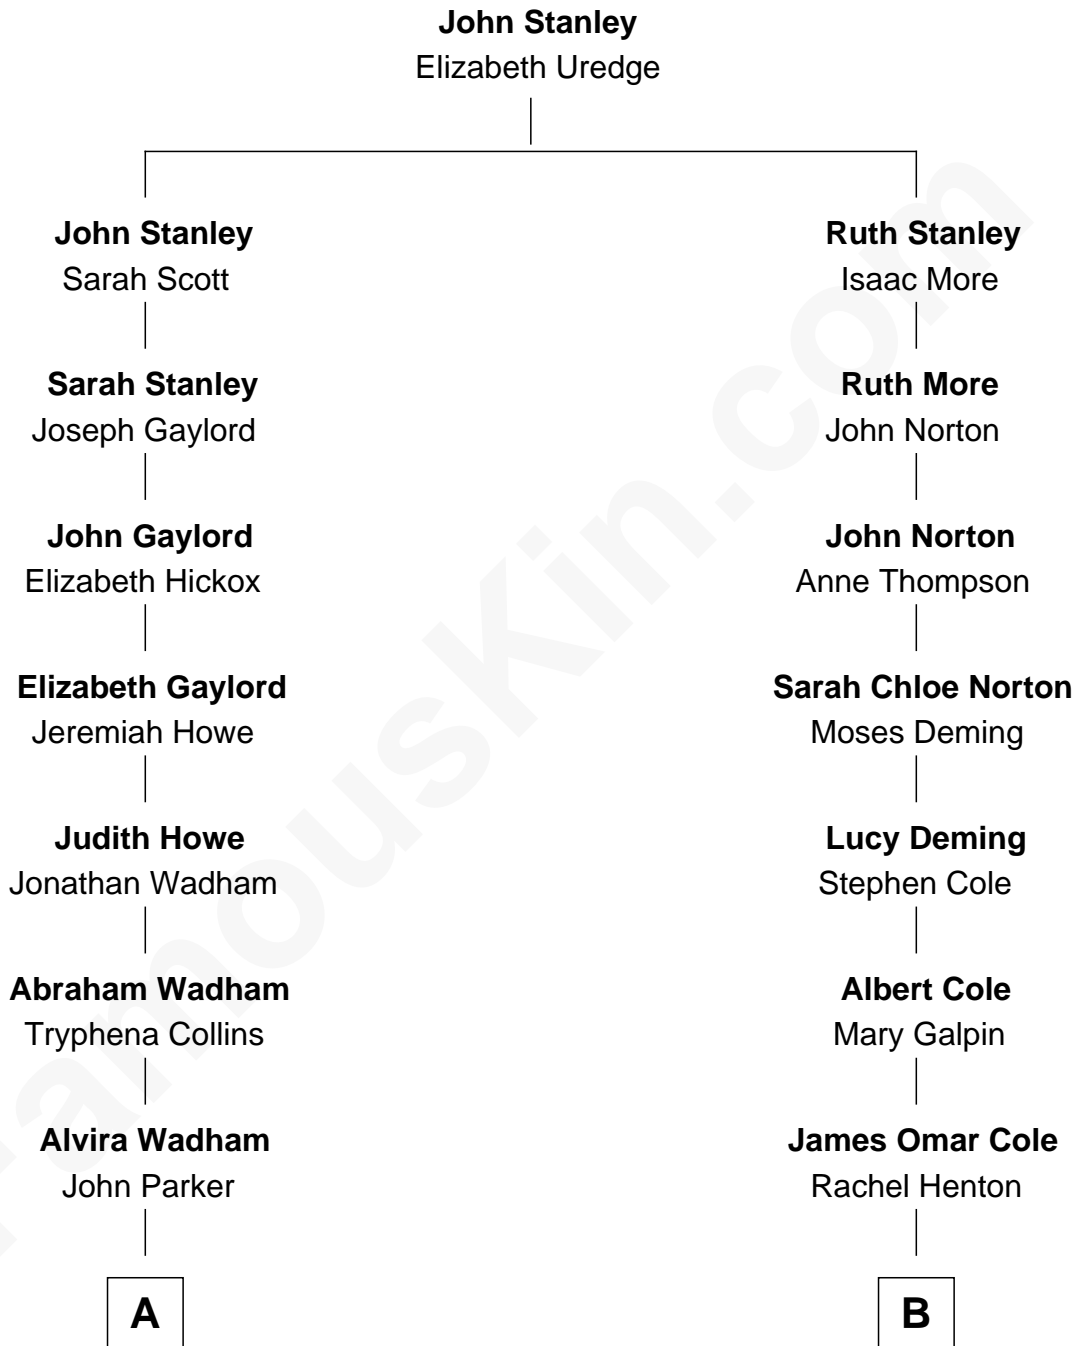 John Stanley
Elizabeth Uredge
John Stanley
Sarah Scott
Ruth Stanley
Isaac More
Sarah Stanley
Joseph Gaylord
Ruth More
John Norton
John Gaylord
Elizabeth Hickox
John Norton
Anne Thompson
Elizabeth Gaylord
Jeremiah Howe
Sarah Chloe Norton
Moses Deming
Judith Howe
Jonathan Wadham
Lucy Deming
Stephen Cole
Abraham Wadham
Tryphena Collins
Albert Cole
Mary Galpin
Alvira Wadham
John Parker
James Omar Cole
Rachel Henton
A
B
FamousKin.com